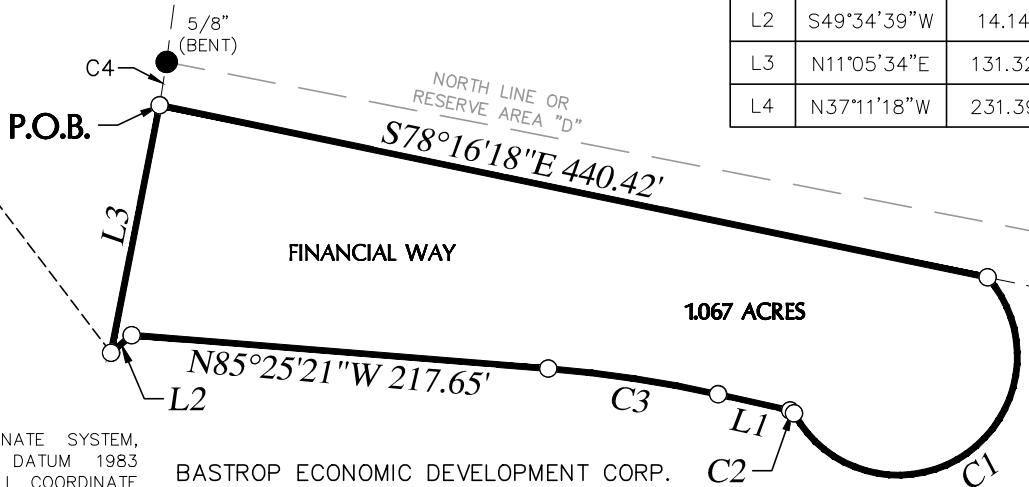 5/8"
(BENT)
C4
P.O.B.
NORTH LINE OR
RESERVE AREA "D"
S78°16'18"E 440.42'
L2 S49°34'39"W 14.14
L3 N11°05'34"E 131.32
L4 N37°11'18"W 231.39
L3
FINANCIAL WAY
1.067 ACRES
N85°25'21"W 217.65'
L2
C3
L1
C2
C1
NATE SYSTEM,
DATUM 1983
COORDINATE
BASTROP ECONOMIC DEVELOPMENT CORP.